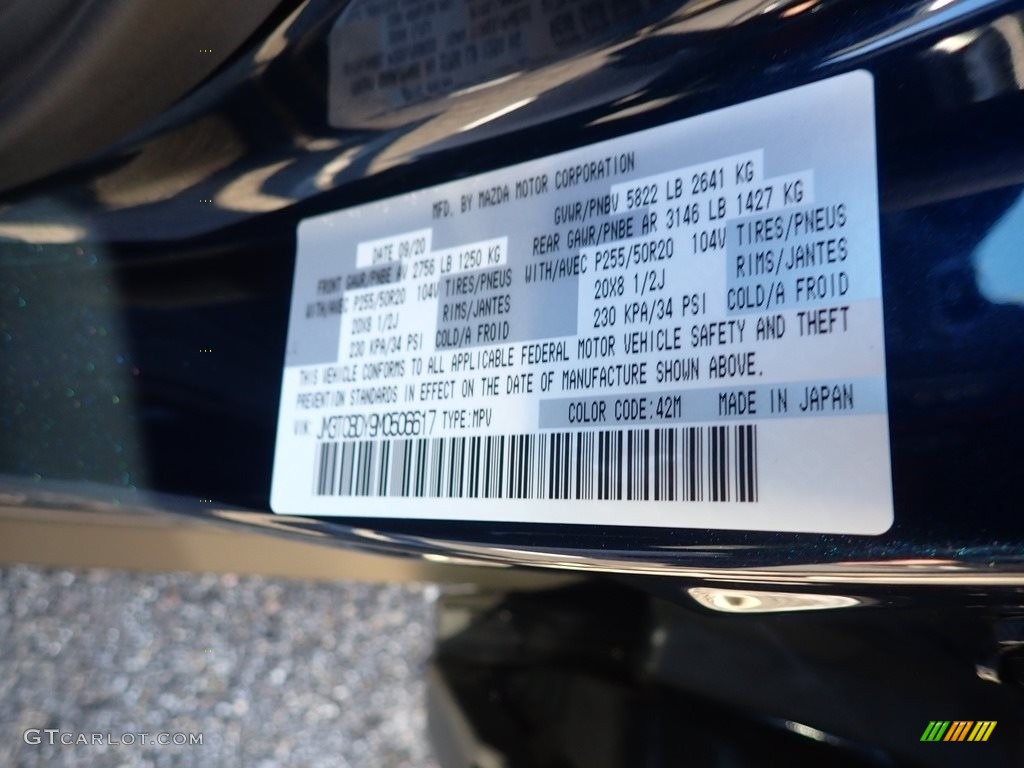 MFD. BY MAZDA MOTOR CORPORATION
DATE 09/20 GVWR/PNBV 5822 LB 2641 KG
FRONT GAWR/PNBE AV 2756 LB 1250 KG REAR GAWR/PNBE AR 3146 LB 1427 KG
WITH/AVEC P255/50R20 104V TIRES/PNEUS WITH/AVEC P255/50R20 104V TIRES/PNEUS
20X8 1/2J RIMS/JANTES 20X8 1/2J RIMS/JANTES
230 KPA/34 PSI COLD/A FROID 230 KPA/34 PSI COLD/A FROID
THIS VEHICLE CONFORMS TO ALL APPLICABLE FEDERAL MOTOR VEHICLE SAFETY AND THEFT
PREVENTION STANDARDS IN EFFECT ON THE DATE OF MANUFACTURE SHOWN ABOVE.
VIN: JM3TCBDY9M0506617 TYPE:MPV COLOR CODE:42M MADE IN JAPAN
GTCARLOT.COM